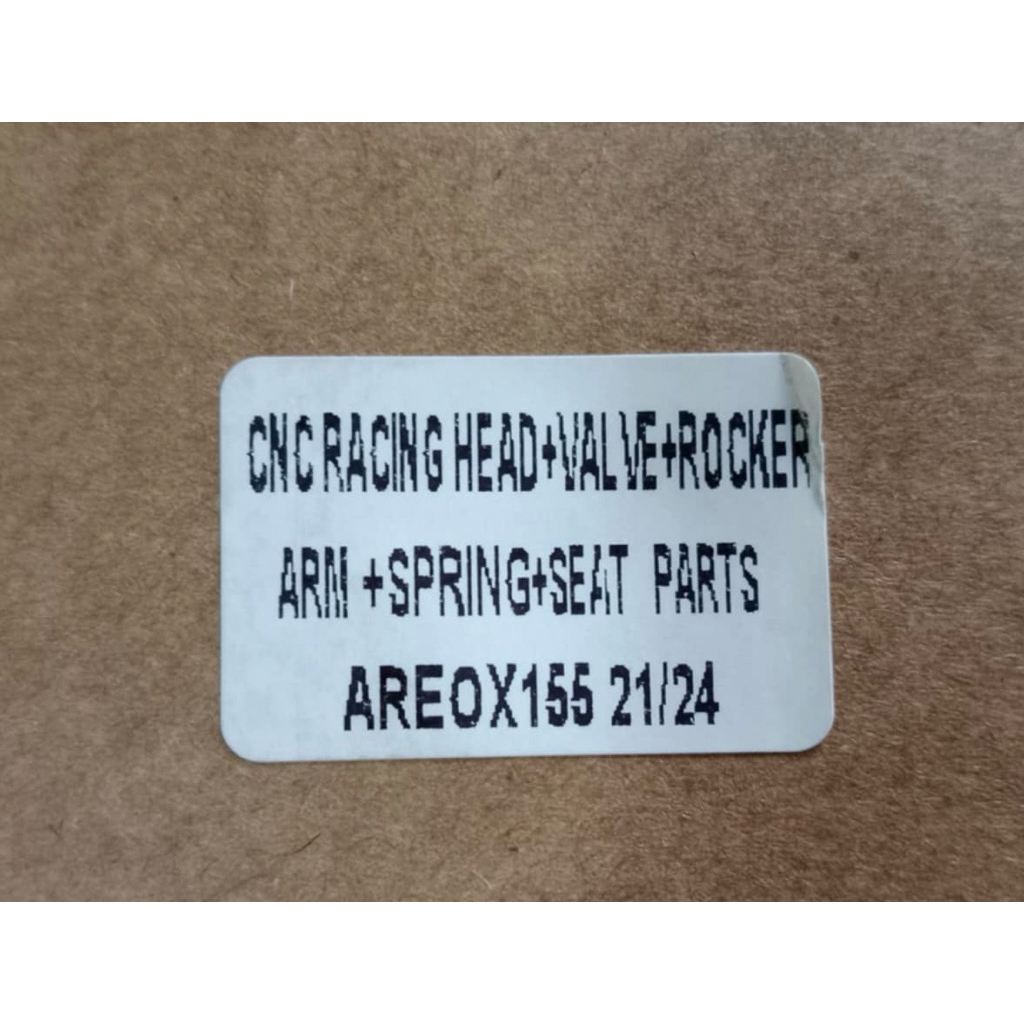 CNC RACING HEAD+VALVE+ROCKER
ARM +SPRING+SEAT PARTS
AREOX155 21/24